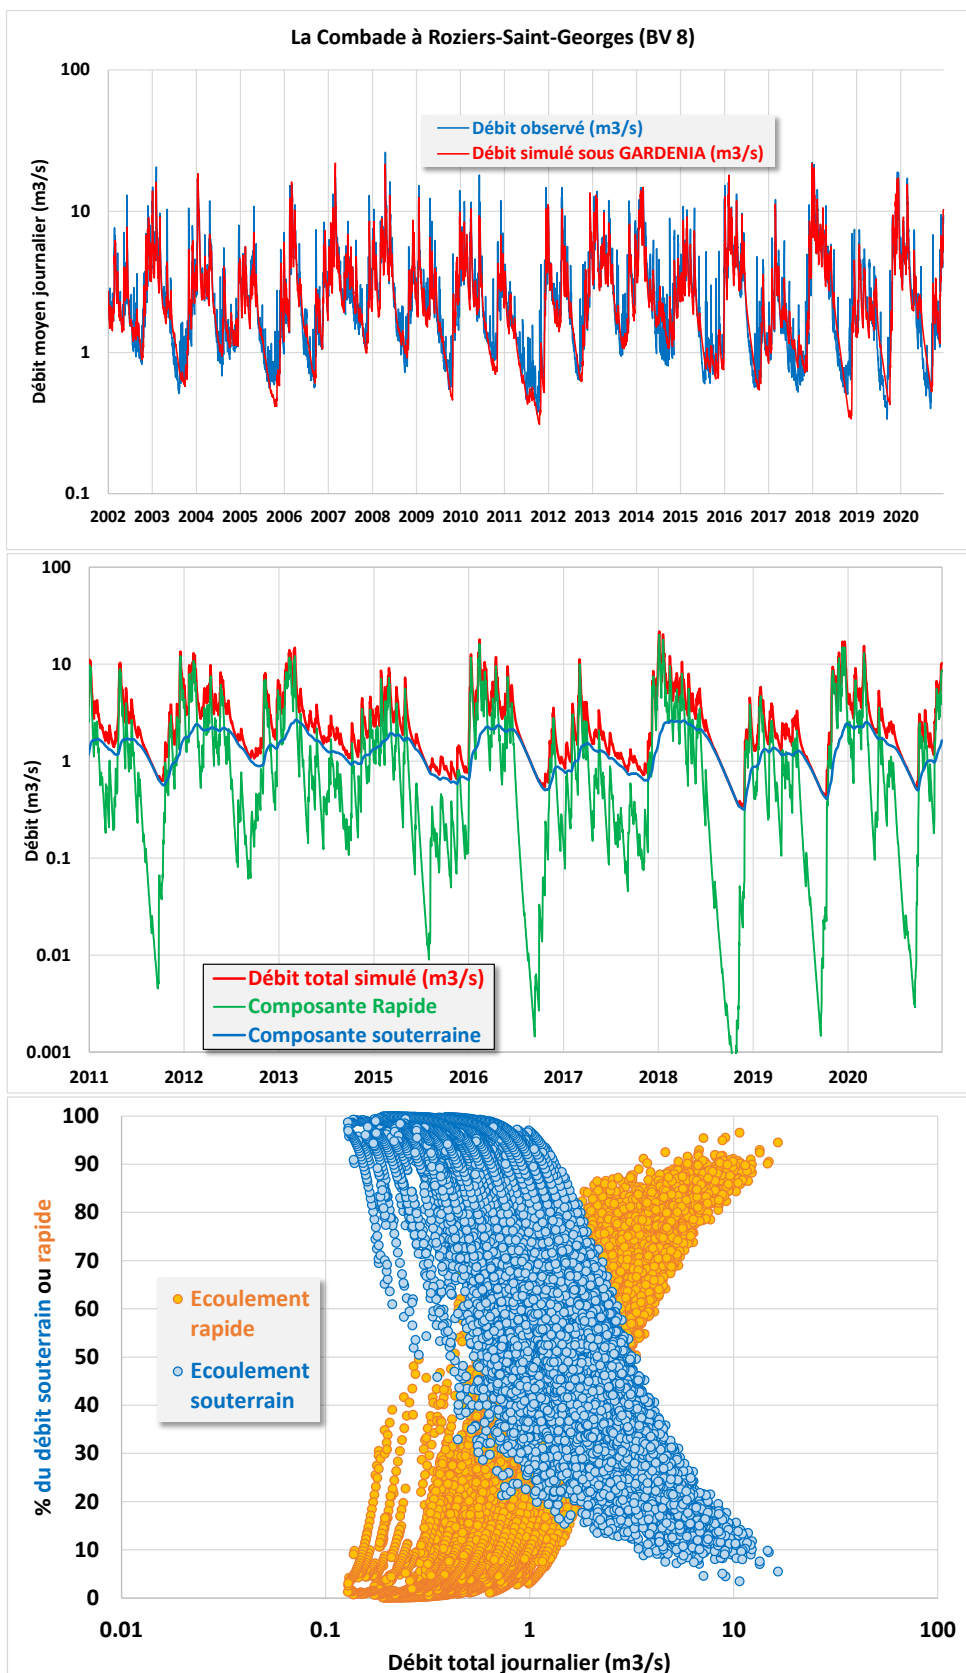 La Combade à Roziers-Saint-Georges (BV 8)
100
10
1
0.1
Débit moyen journalier (m3/s)
Débit observé (m3/s)
Débit simulé sous GARDENIA (m3/s)
2002 2003 2004 2005 2006 2007 2008 2009 2010 2011 2012 2013 2014 2015 2016 2017 2018 2019 2020
100
10
1
0.1
0.01
0.001
Débit (m3/s)
Débit total simulé (m3/s)
Composante Rapide
Composante souterraine
2011 2012 2013 2015 2016 2017 2018 2019 2020
100
90
80
70
60
50
40
30
20
10
0
% du débit souterrain ou rapide
Ecoulement
rapide
Ecoulement
souterrain
0.01 0.1 1 10 100
Débit total journalier (m3/s)